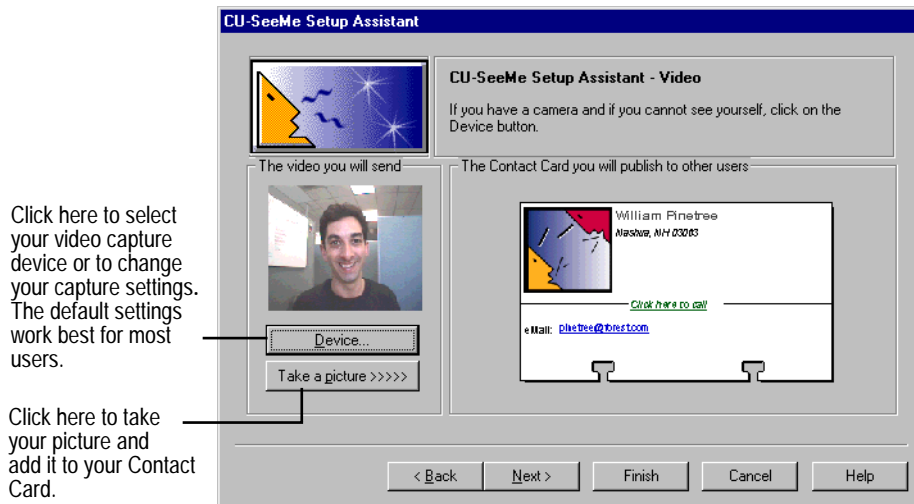 CU-SeeMe Setup Assistant
CU-SeeMe Setup Assistant - Video
If you have a camera and if you cannot see yourself, click on the
Device button.
The video you will send
The Contact Card you will publish to other users
William Pinetree
Nashua, NH 03063
Click here to call
eMail: pinetree@forest.com
Device...
Take a picture >>>>>
Click here to select
your video capture
device or to change
your capture settings.
The default settings
work best for most
users.
Click here to take
your picture and
add it to your Contact
Card.
< Back
Next >
Finish
Cancel
Help